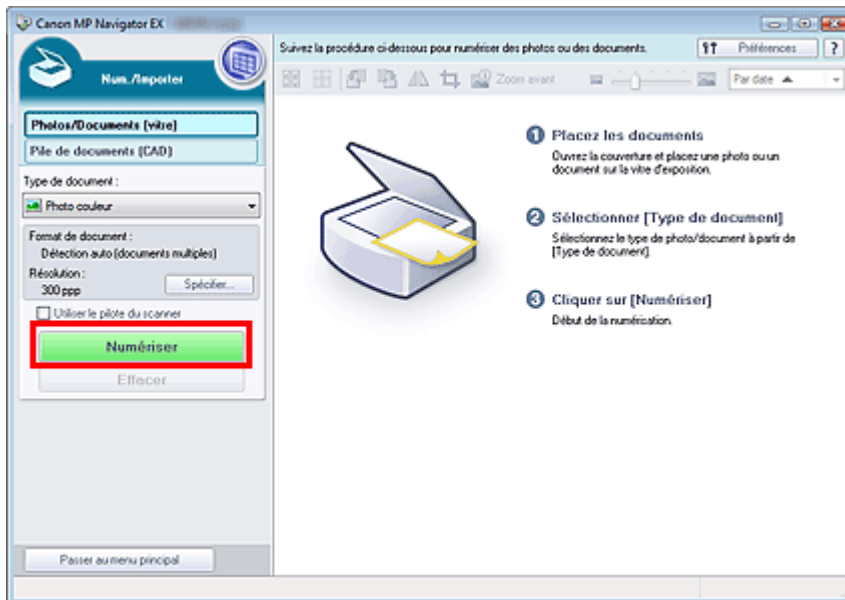 Canon MP Navigator EX
Num./Importer
Photos/Documents (vitre)
Pile de documents (CAD)
Type de document :
Photo couleur
Format de document :
Détection auto (documents multiples)
Résolution :
300 ppp
Spécifier...
Utiliser le pilote du scanner
Numériser
Effacer
Passer au menu principal
Suivez la procédure ci-dessous pour numériser des photos ou des documents.
Préférences
?
Zoom avant
Par date
1 Placez les documents
Ouvrez la couverture et placez une photo ou un
document sur la vitre d'exposition.
2 Sélectionner [Type de document]
Sélectionnez le type de photo/document à partir de
[Type de document].
3 Cliquer sur [Numériser]
Début de la numérisation.